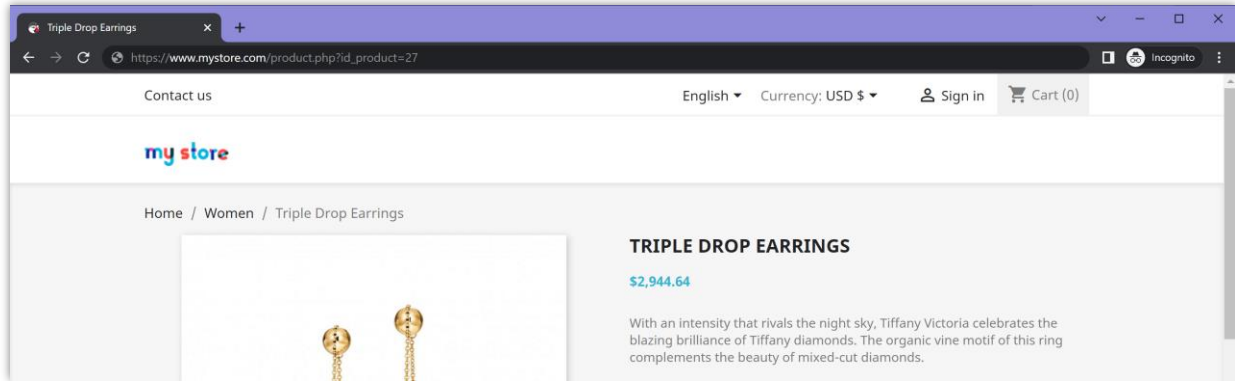 Triple Drop Earrings
https://www.mystore.com/product.php?id_product=27
Incognito
Contact us
English
Currency: USD $
Sign in
Cart (0)
my store
Home / Women / Triple Drop Earrings
TRIPLE DROP EARRINGS
$2,944.64
With an intensity that rivals the night sky, Tiffany Victoria celebrates the
blazing brilliance of Tiffany diamonds. The organic vine motif of this ring
complements the beauty of mixed-cut diamonds.